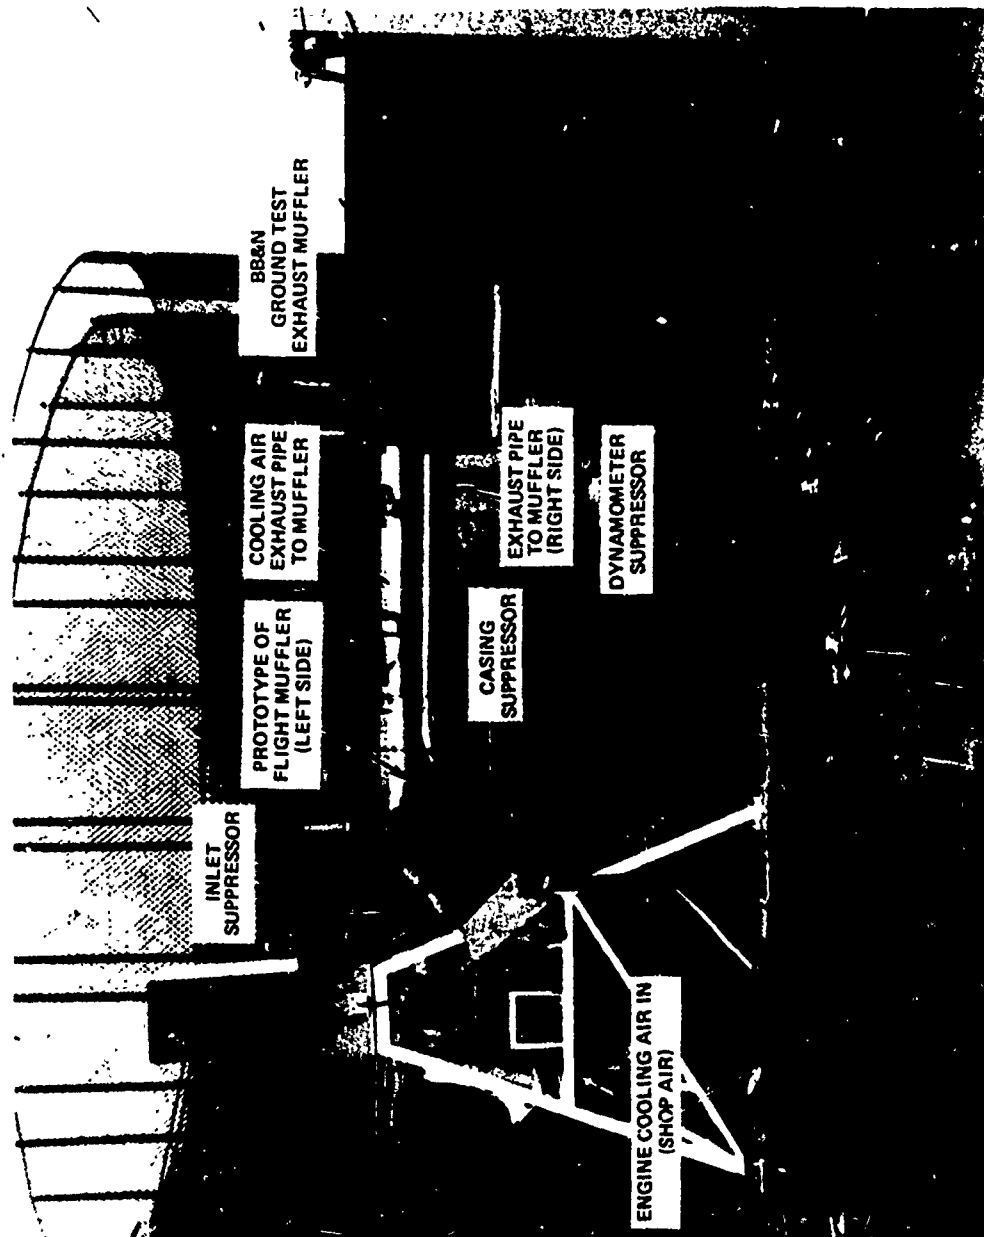 INLET
SUPPRESSOR
PROTOTYPE OF
FLIGHT MUFFLER
(LEFT SIDE)
COOLING AIR
EXHAUST PIPE
TO MUFFLER
BB&N
GROUND TEST
EXHAUST MUFFLER
CASING
SUPPRESSOR
EXHAUST PIPE
TO MUFFLER
(RIGHT SIDE)
DYNAMOMETER
SUPPRESSOR
ENGINE COOLING AIR IN
(SHOP AIR)